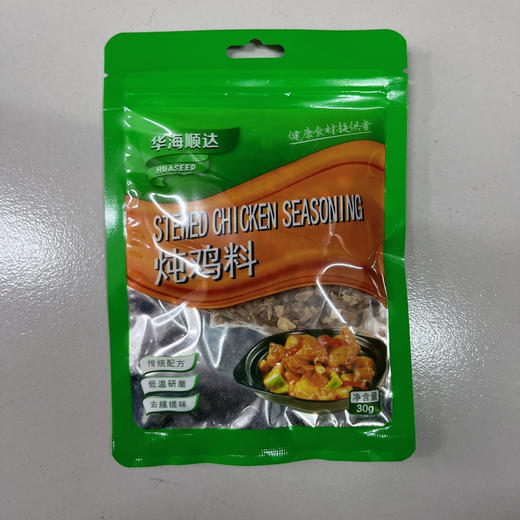 华海顺达
HUASEED
健康食材提供者
STEWED CHICKEN SEASONING
炖鸡料
传统配方
低温研磨
去腥提味
净含量
30g